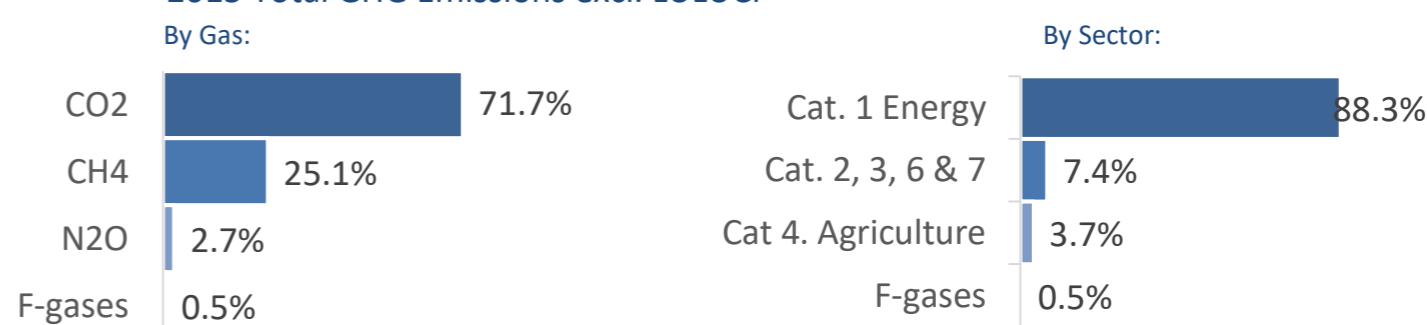 By Gas:
CO2 71.7%
CH4 25.1%
N2O 2.7%
F-gases 0.5%
By Sector:
Cat. 1 Energy 88.3%
Cat. 2, 3, 6 & 7 7.4%
Cat 4. Agriculture 3.7%
F-gases 0.5%